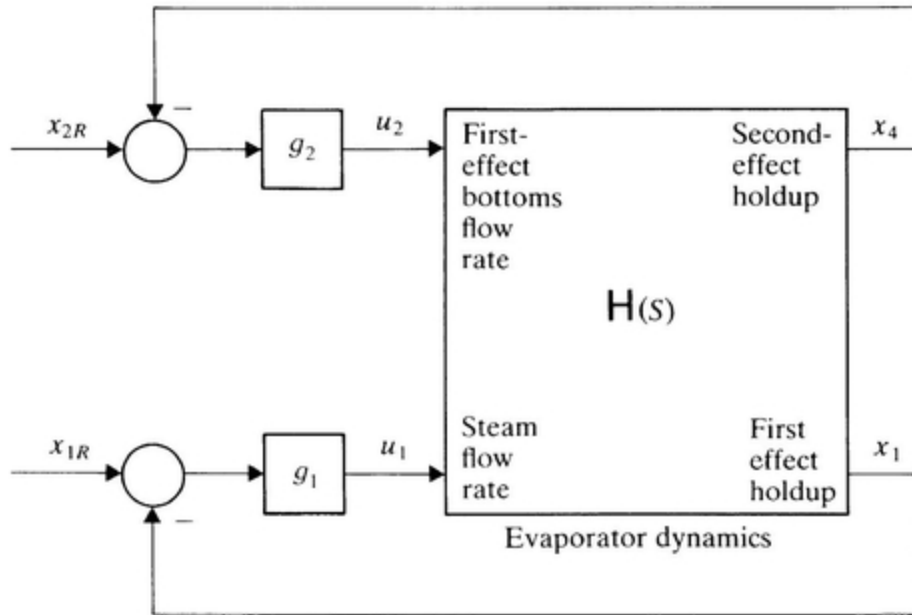 x2R
−
g2
u2
First-
effect
bottoms
flow
rate
Second-
effect
holdup
x4
H(S)
x1R
−
g1
u1
Steam
flow
rate
First
effect
holdup
x1
Evaporator dynamics